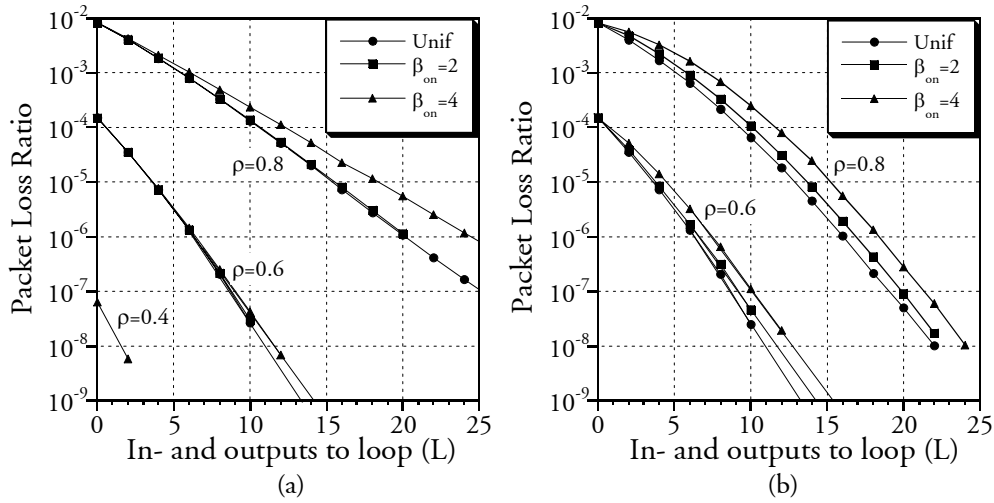 10⁻²
10⁻³
10⁻⁴
10⁻⁵
10⁻⁶
10⁻⁷
10⁻⁸
10⁻⁹
Packet Loss Ratio
Unif
β_on=2
β_on=4
ρ=0.8
ρ=0.6
ρ=0.4
0 5 10 15 20 25
In- and outputs to loop (L)
(a)
10⁻²
10⁻³
10⁻⁴
10⁻⁵
10⁻⁶
10⁻⁷
10⁻⁸
10⁻⁹
Packet Loss Ratio
Unif
β_on=2
β_on=4
ρ=0.8
ρ=0.6
0 5 10 15 20 25
In- and outputs to loop (L)
(b)